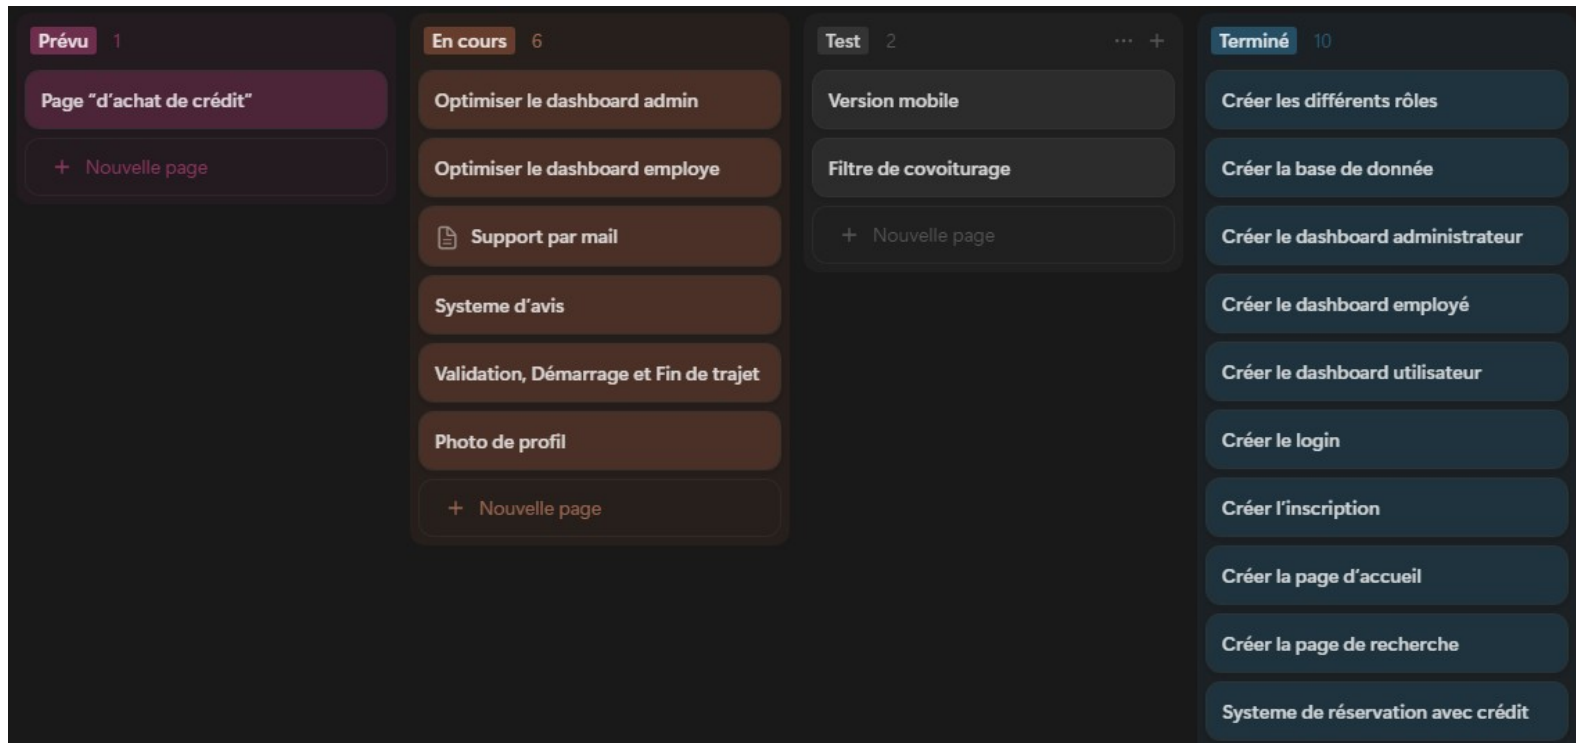 Prévu 1
Page “d’achat de crédit”
+ Nouvelle page
En cours 6
Optimiser le dashboard admin
Optimiser le dashboard employe
Support par mail
Systeme d’avis
Validation, Démarrage et Fin de trajet
Photo de profil
+ Nouvelle page
Test 2 ... +
Version mobile
Filtre de covoiturage
+ Nouvelle page
Terminé 10
Créer les différents rôles
Créer la base de donnée
Créer le dashboard administrateur
Créer le dashboard employé
Créer le dashboard utilisateur
Créer le login
Créer l’inscription
Créer la page d’accueil
Créer la page de recherche
Systeme de réservation avec crédit